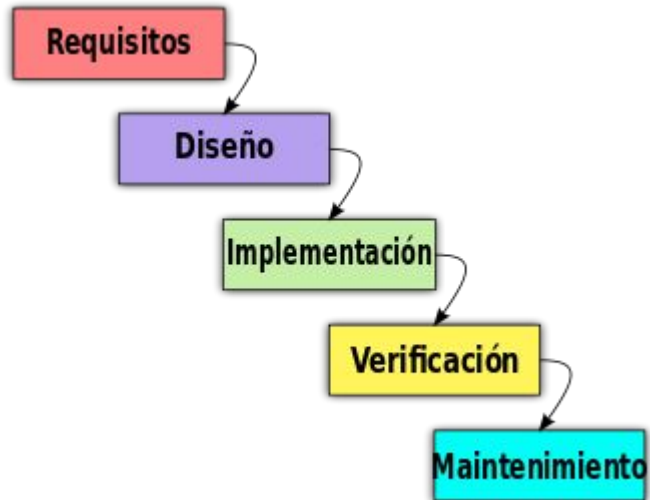 Requisitos
Diseño
Implementación
Verificación
Maintenimiento